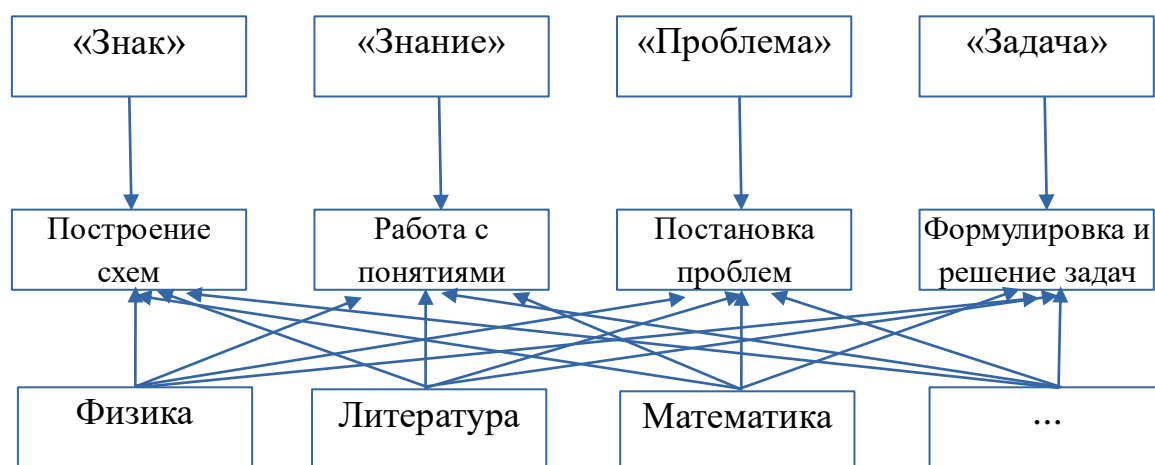 «Знак»
«Знание»
«Проблема»
«Задача»
Построение
схем
Работа с
понятиями
Постановка
проблем
Формулировка и
решение задач
Физика
Литература
Математика
...